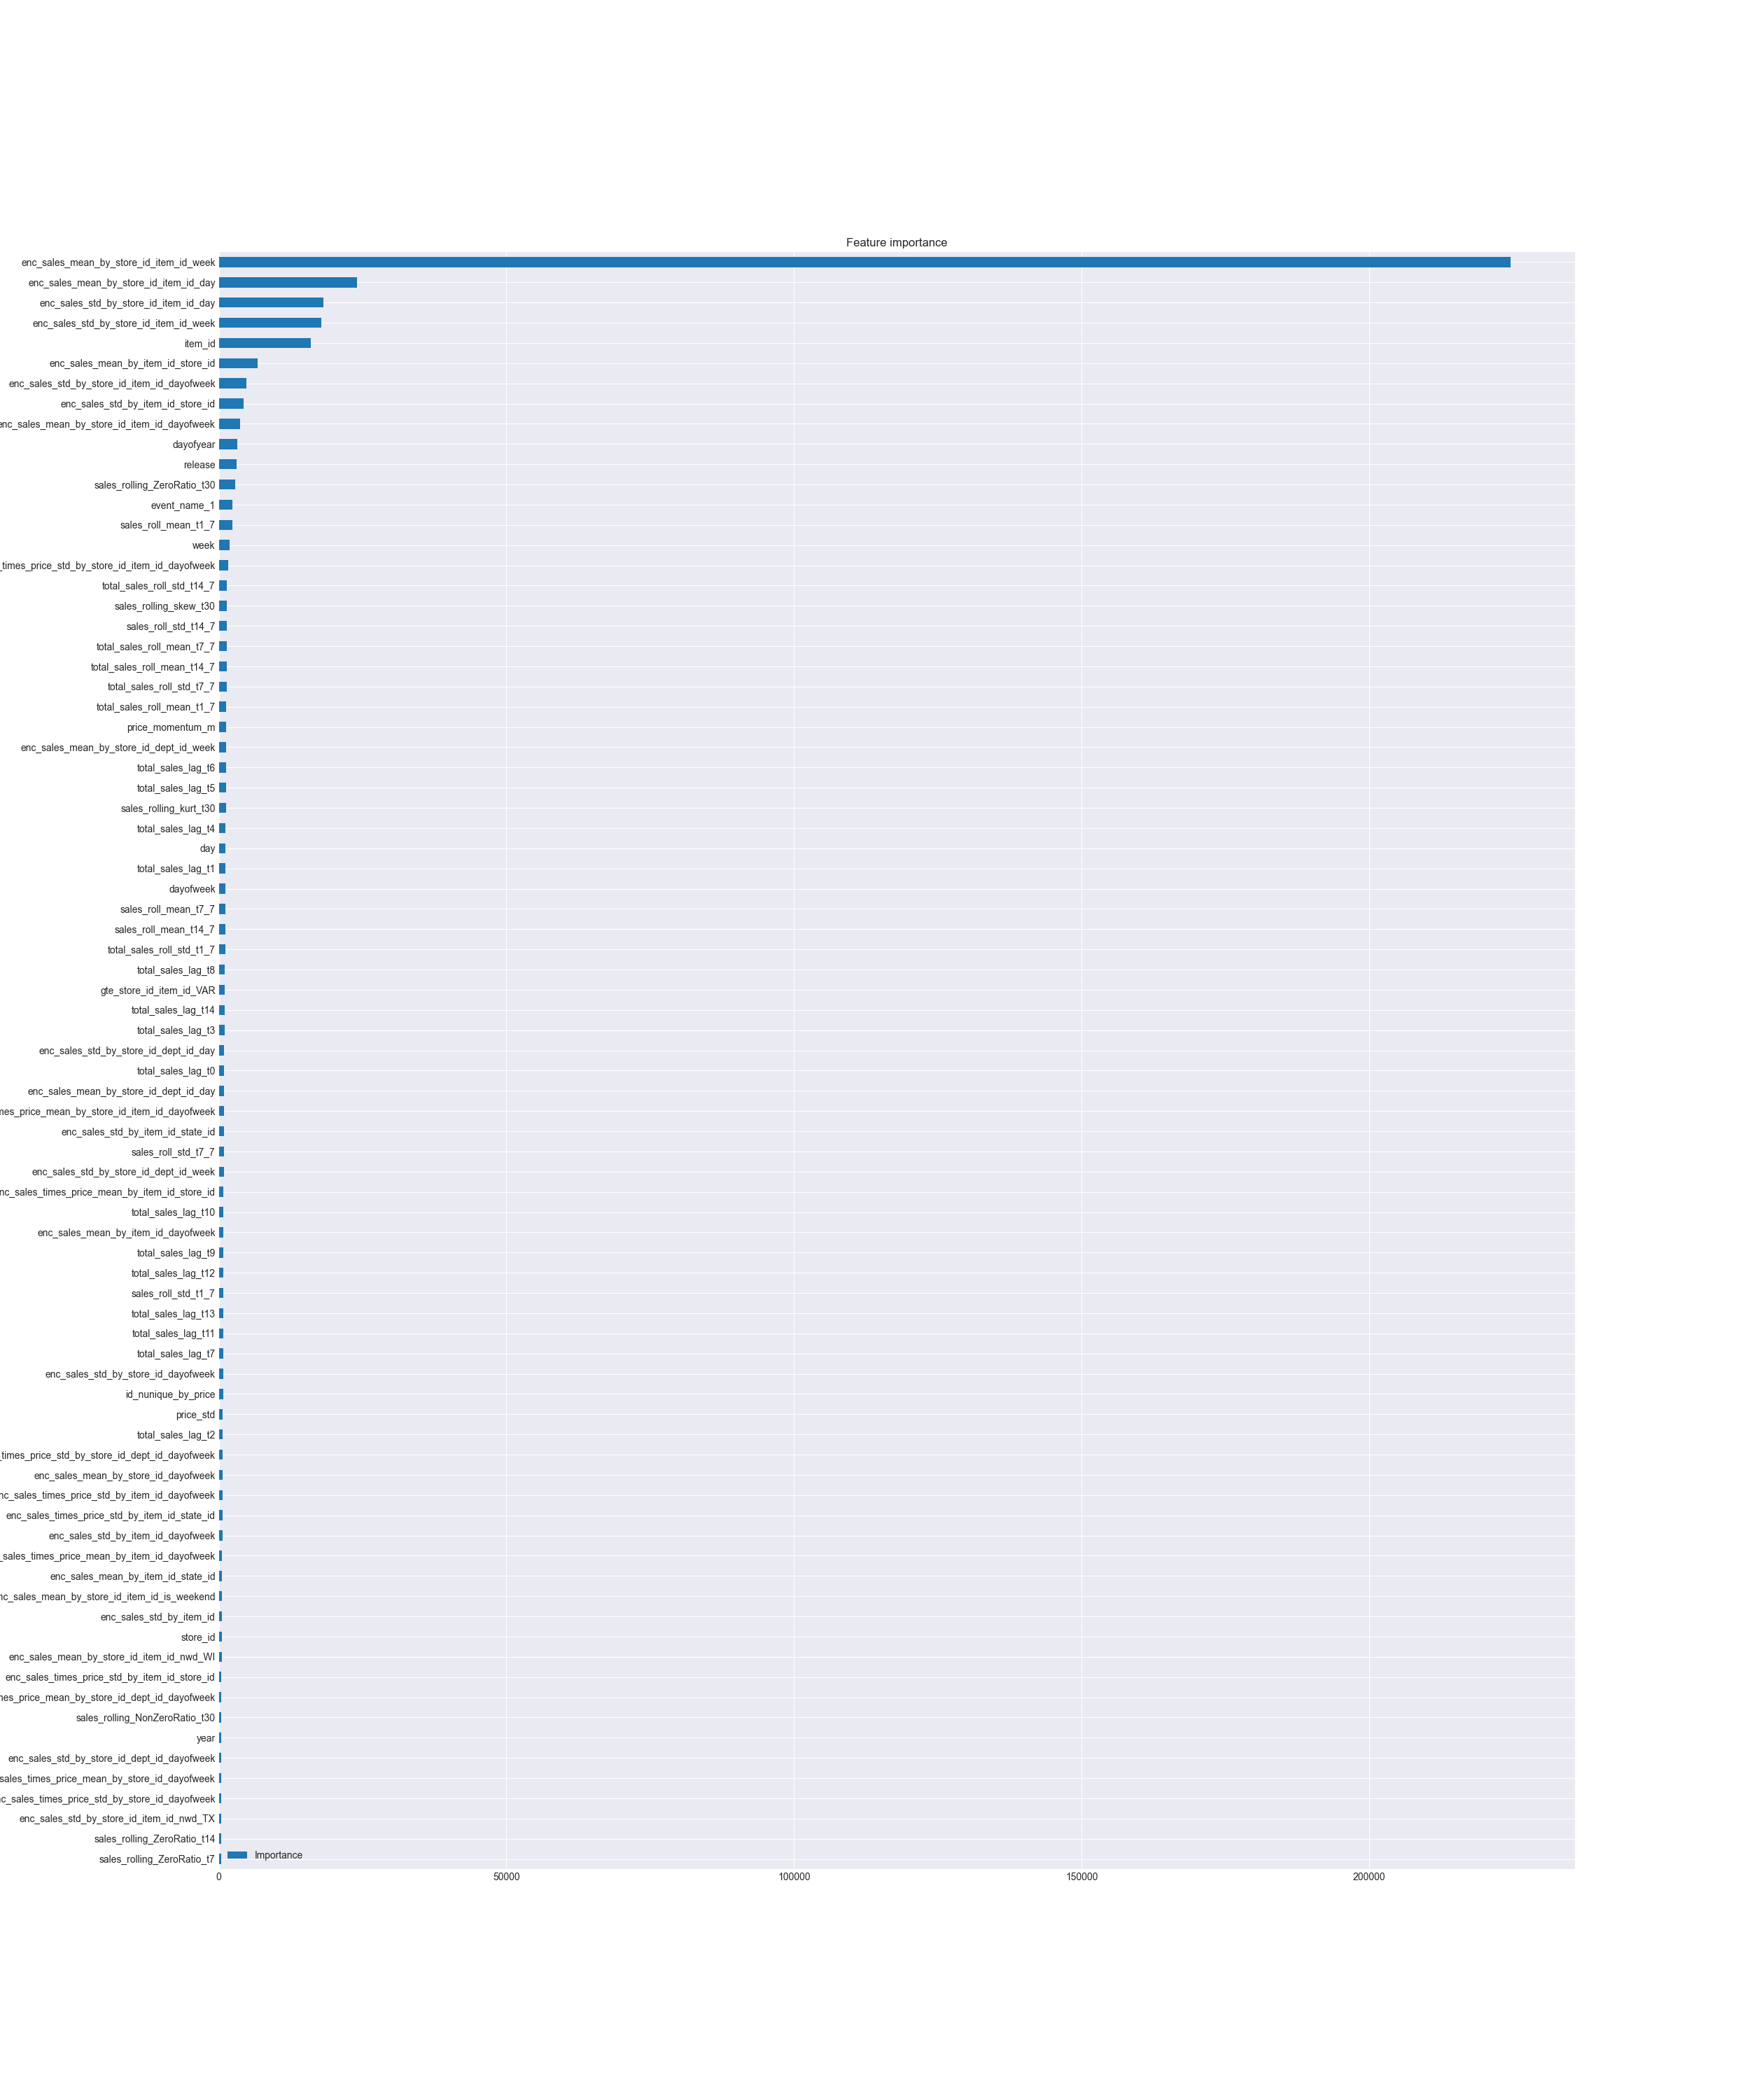 Feature importance
enc_sales_mean_by_store_id_item_id_week
enc_sales_mean_by_store_id_item_id_day
enc_sales_std_by_store_id_item_id_day
enc_sales_std_by_store_id_item_id_week
item_id
enc_sales_mean_by_item_id_store_id
enc_sales_std_by_store_id_item_id_dayofweek
enc_sales_std_by_item_id_store_id
enc_sales_mean_by_store_id_item_id_dayofweek
dayofyear
release
sales_rolling_ZeroRatio_t30
event_name_1
sales_roll_mean_t1_7
week
_times_price_std_by_store_id_item_id_dayofweek
total_sales_roll_std_t14_7
sales_rolling_skew_t30
sales_roll_std_t14_7
total_sales_roll_mean_t7_7
total_sales_roll_mean_t14_7
total_sales_roll_std_t7_7
total_sales_roll_mean_t1_7
price_momentum_m
enc_sales_mean_by_store_id_dept_id_week
total_sales_lag_t6
total_sales_lag_t5
sales_rolling_kurt_t30
total_sales_lag_t4
day
total_sales_lag_t1
dayofweek
sales_roll_mean_t7_7
sales_roll_mean_t14_7
total_sales_roll_std_t1_7
total_sales_lag_t8
gte_store_id_item_id_VAR
total_sales_lag_t14
total_sales_lag_t3
enc_sales_std_by_store_id_dept_id_day
total_sales_lag_t0
enc_sales_mean_by_store_id_dept_id_day
mes_price_mean_by_store_id_item_id_dayofweek
enc_sales_std_by_item_id_state_id
sales_roll_std_t7_7
enc_sales_std_by_store_id_dept_id_week
nc_sales_times_price_mean_by_item_id_store_id
total_sales_lag_t10
enc_sales_mean_by_item_id_dayofweek
total_sales_lag_t9
total_sales_lag_t12
sales_roll_std_t1_7
total_sales_lag_t13
total_sales_lag_t11
total_sales_lag_t7
enc_sales_std_by_store_id_dayofweek
id_nunique_by_price
price_std
total_sales_lag_t2
_times_price_std_by_store_id_dept_id_dayofweek
enc_sales_mean_by_store_id_dayofweek
nc_sales_times_price_std_by_item_id_dayofweek
enc_sales_times_price_std_by_item_id_state_id
enc_sales_std_by_item_id_dayofweek
_sales_times_price_mean_by_item_id_dayofweek
enc_sales_mean_by_item_id_state_id
nc_sales_mean_by_store_id_item_id_is_weekend
enc_sales_std_by_item_id
store_id
enc_sales_mean_by_store_id_item_id_nwd_WI
enc_sales_times_price_std_by_item_id_store_id
mes_price_mean_by_store_id_dept_id_dayofweek
sales_rolling_NonZeroRatio_t30
year
enc_sales_std_by_store_id_dept_id_dayofweek
sales_times_price_mean_by_store_id_dayofweek
nc_sales_times_price_std_by_store_id_dayofweek
enc_sales_std_by_store_id_item_id_nwd_TX
sales_rolling_ZeroRatio_t14
sales_rolling_ZeroRatio_t7
Importance
0 50000 100000 150000 200000